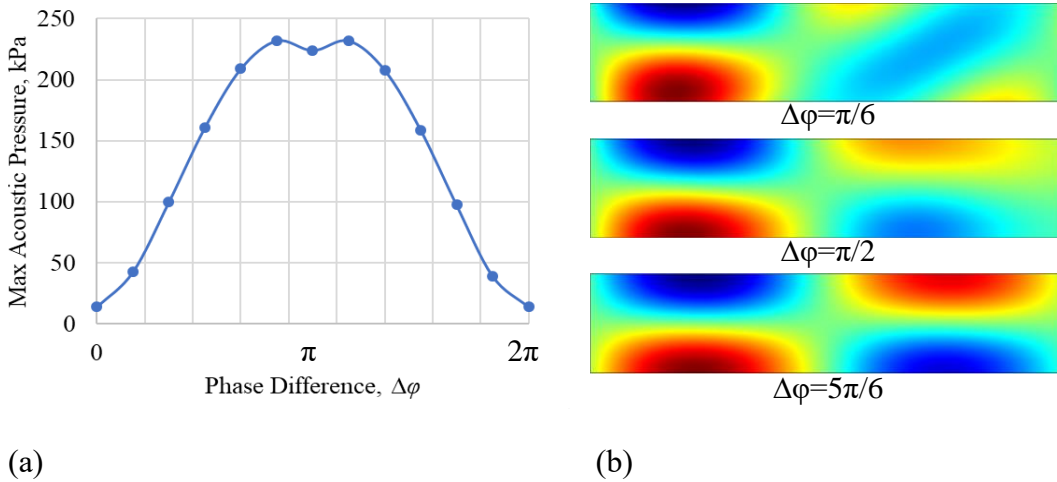 Max Acoustic Pressure, kPa
250
200
150
100
50
0
0
π
2π
Phase Difference, Δφ
(a)
Δφ=π/6
Δφ=π/2
Δφ=5π/6
(b)